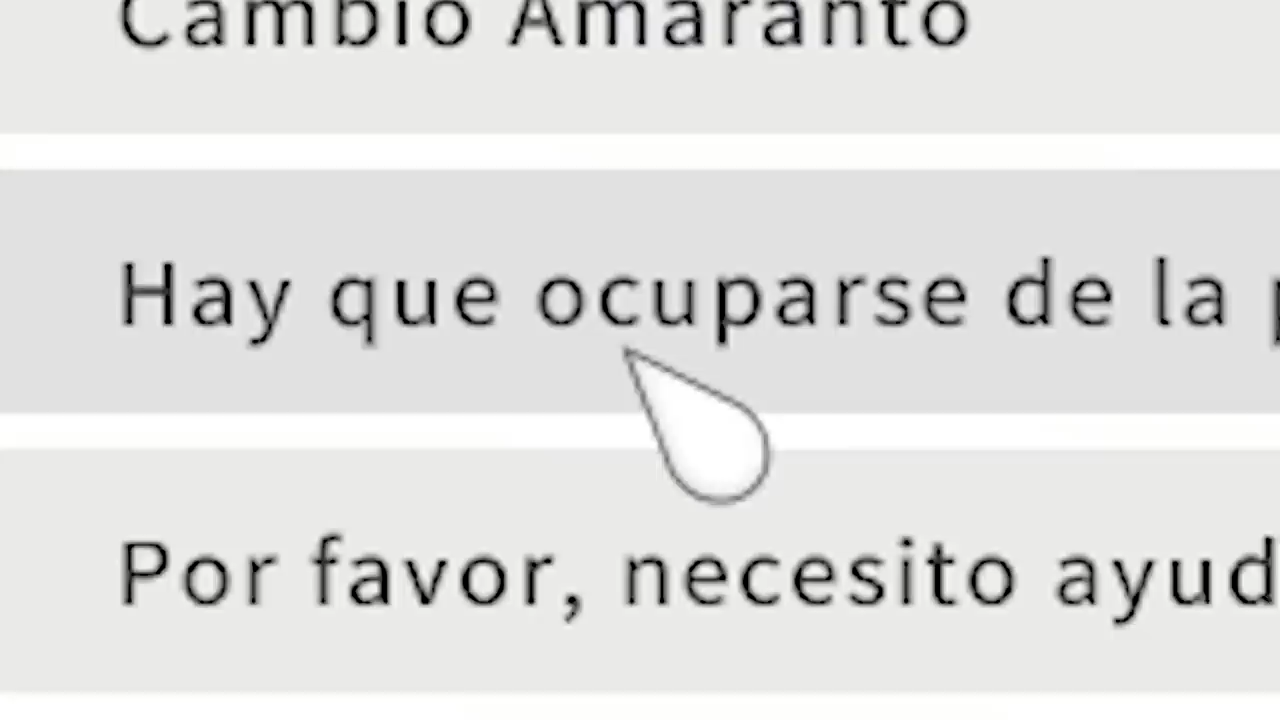 Cambio Amaranto
Hay que ocuparse de la
Por favor, necesito ayud